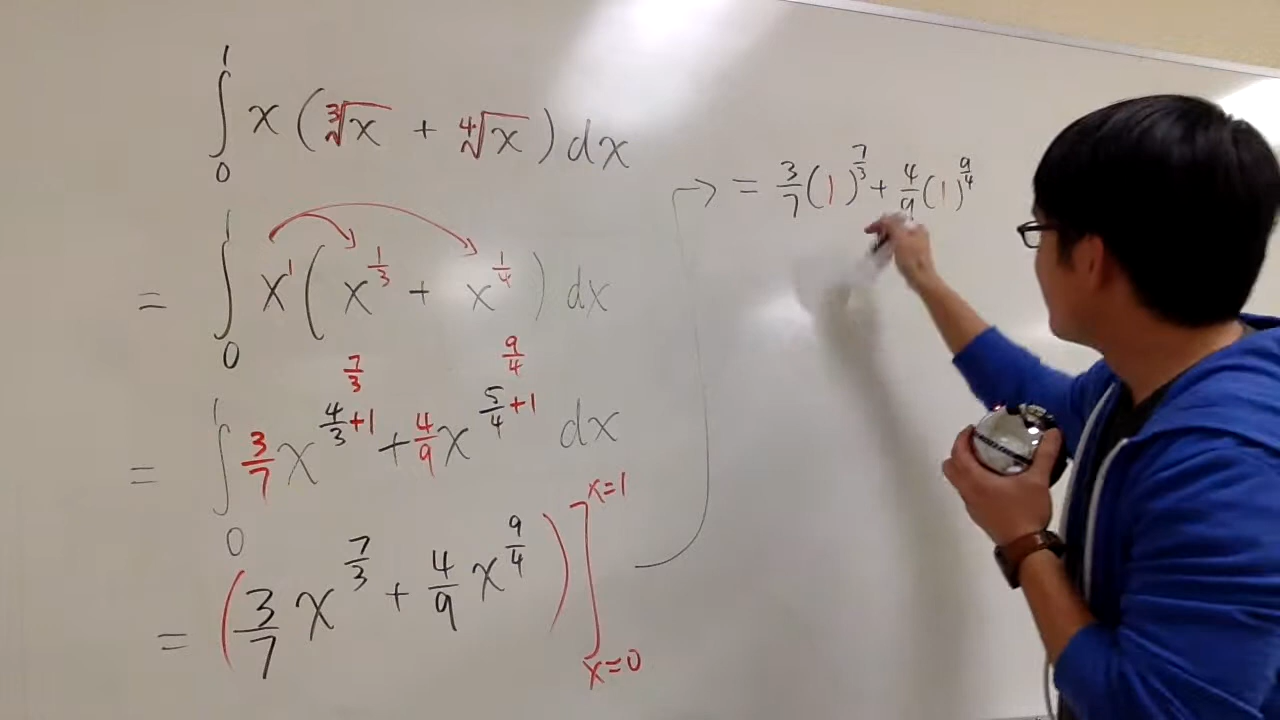 ∫₀¹ x (∛x + ∜x) dx
= ∫₀¹ x¹ (x^(1/3) + x^(1/4)) dx
7/3 9/4
= ∫₀¹ 3/7 x^(4/3 +1) + 4/9 x^(5/4 +1) dx
= (3/7 x^(7/3) + 4/9 x^(9/4)) ]_(x=0)^(x=1)
= 3/7 (1)^(7/3) + 4/9 (1)^(9/4)